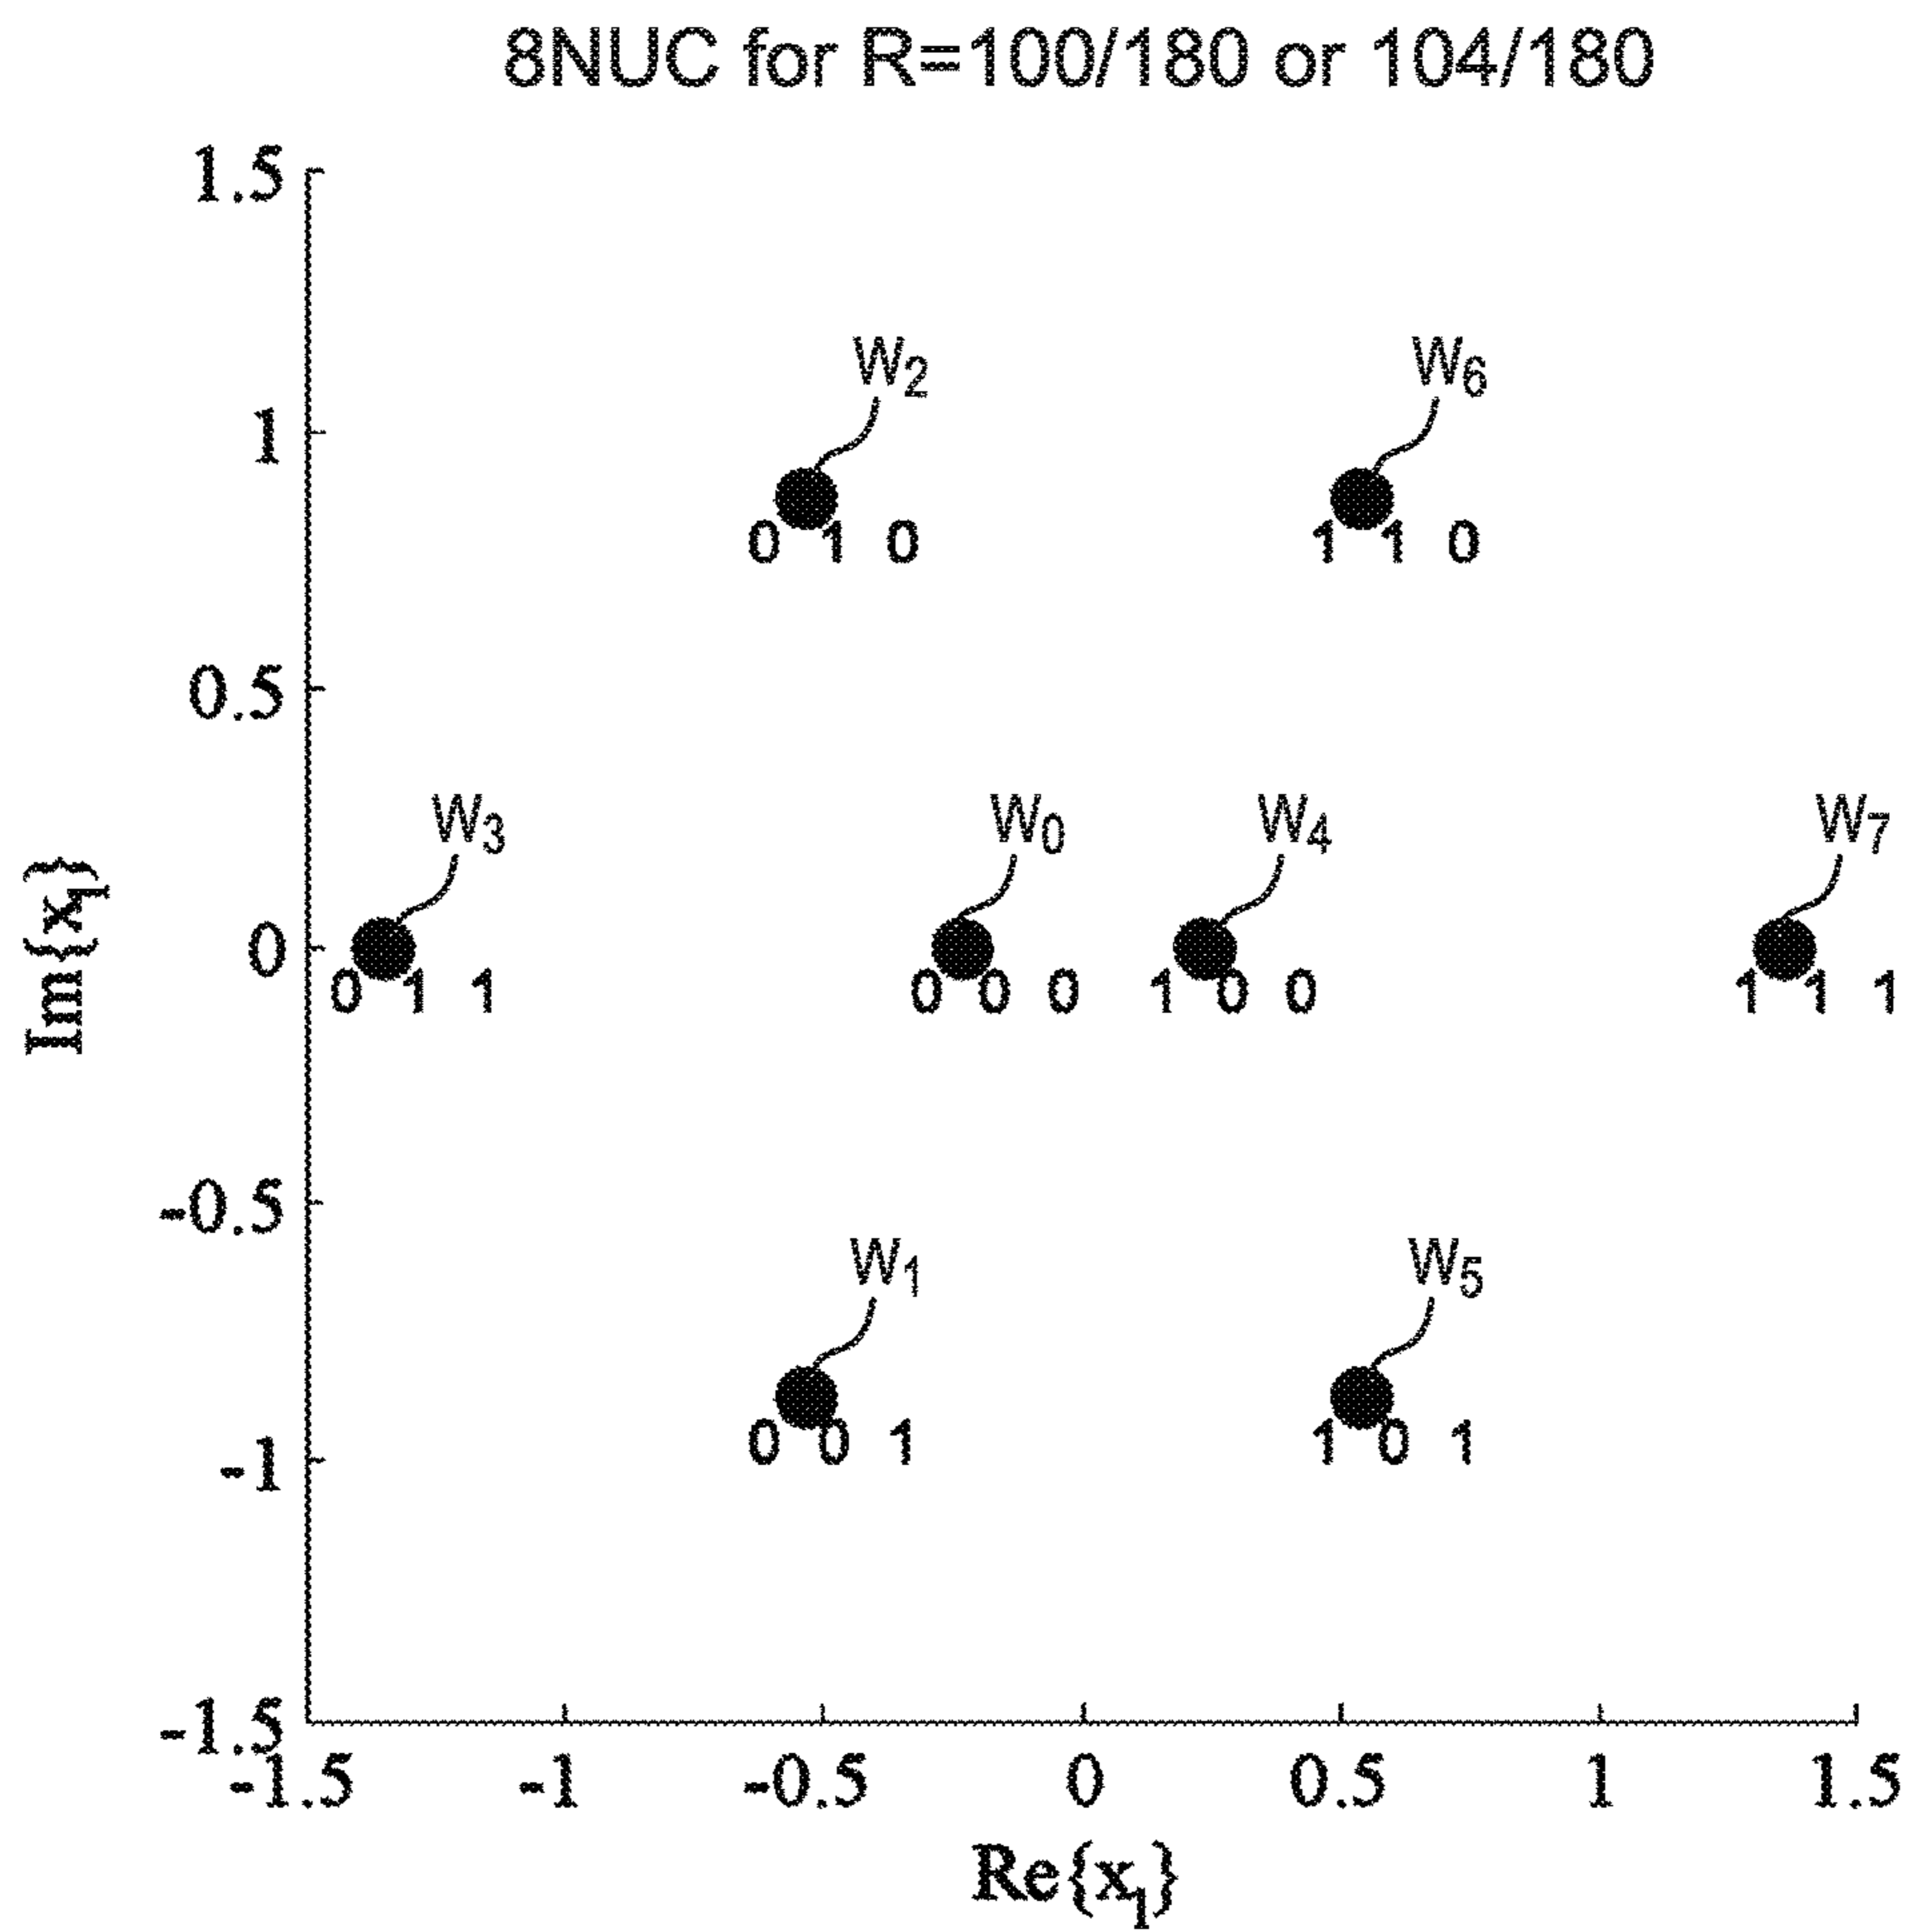 8NUC for R=100/180 or 104/180
1.5
W2 W6
1
0 1 0 1 1 0
0.5
W3 W0 W4 W7
Im{xl}
0
0 1 1 0 0 0 1 0 0 1 1 1
-0.5
W1 W5
0 0 1 1 0 1
-1
-1.5
-1.5 -1 -0.5 0 0.5 1 1.5
Re{xl}